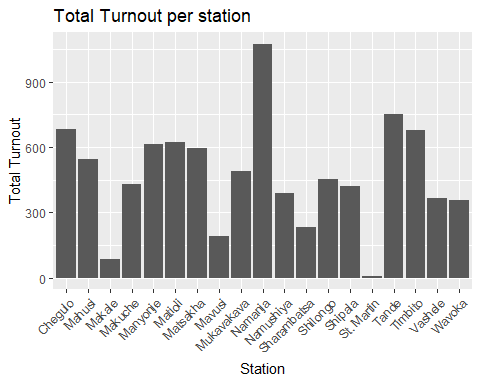 Total Turnout per station
Total Turnout
900
600
300
0
Chegulo
Mahusi
Makale
Makuche
Manyonje
Matioli
Matsakha
Mavusi
Mukavakava
Namanja
Namushiya
Sharambatsa
Shilongo
Shipala
St. Martin
Tande
Timbito
Vashele
Wavoka
Station